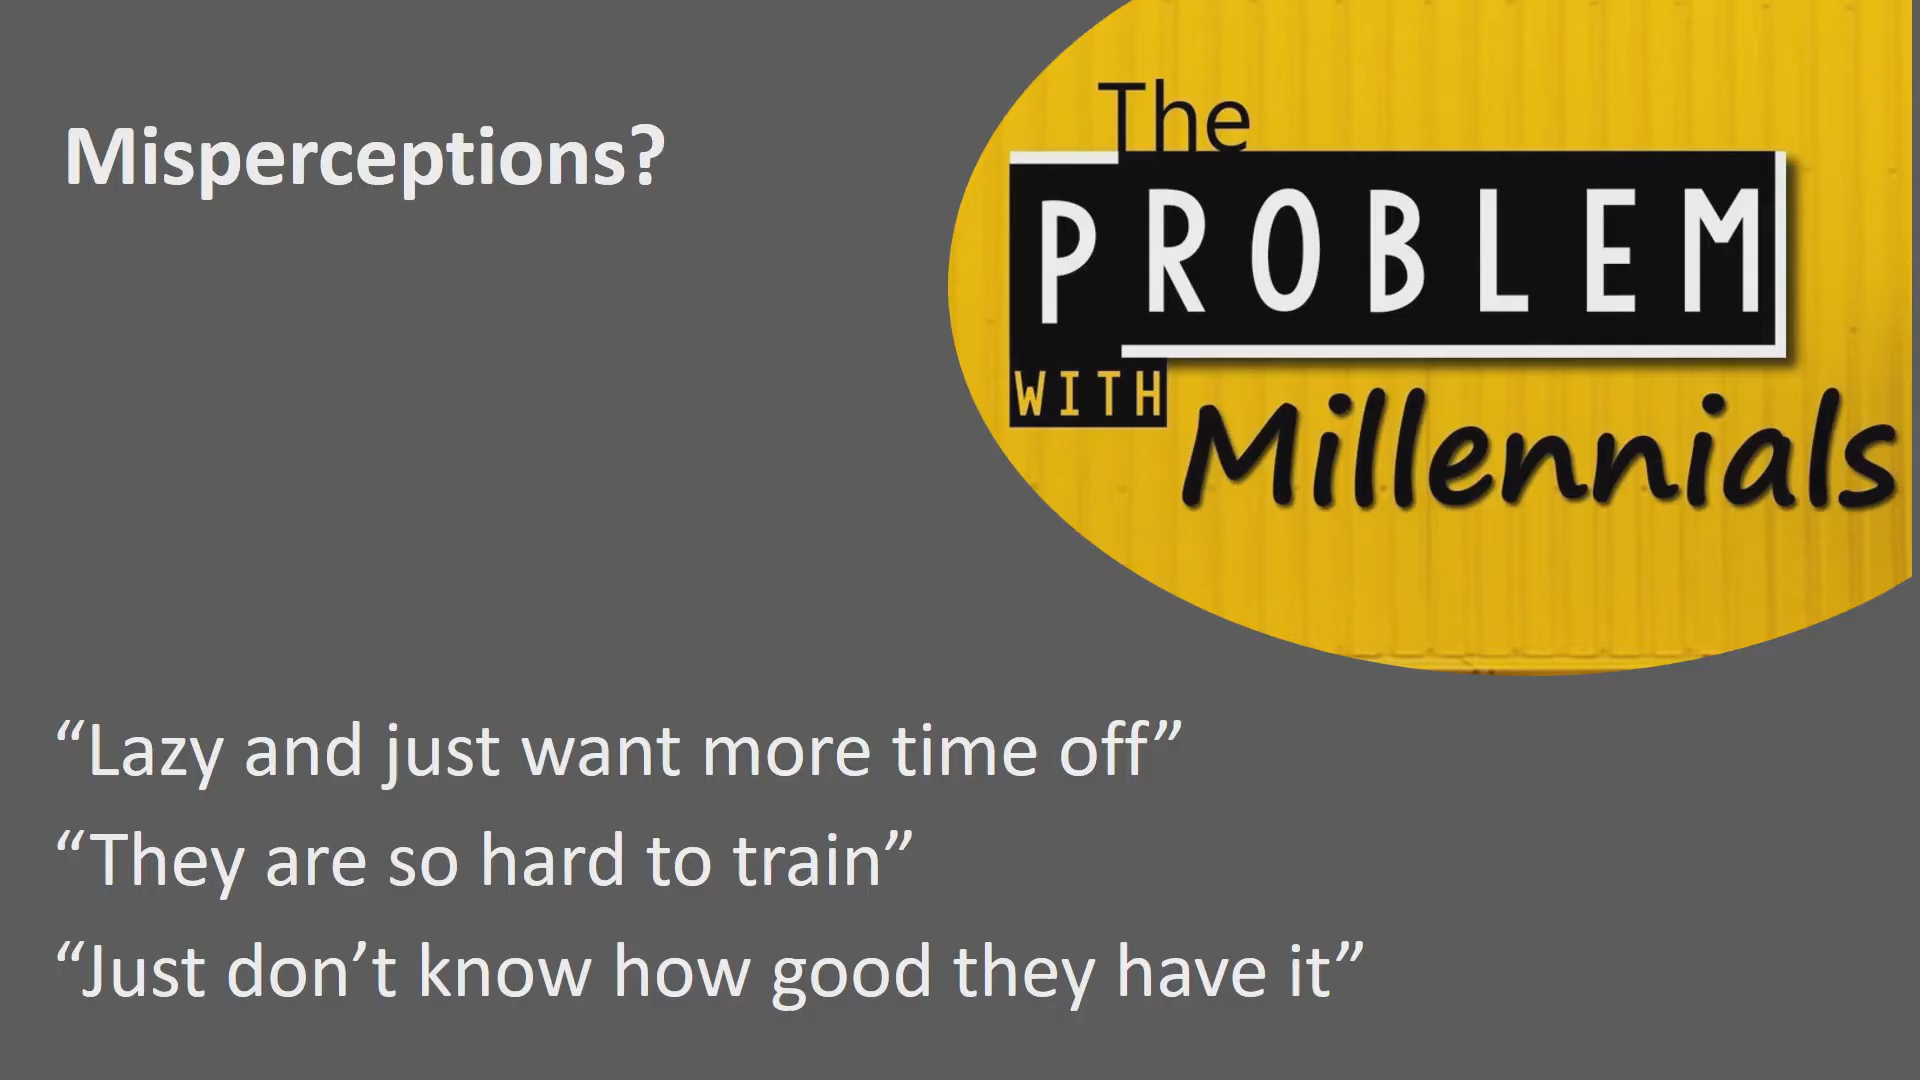 Misperceptions?
The
PROBLEM
WITH
Millennials
“Lazy and just want more time off”
“They are so hard to train”
“Just don’t know how good they have it”